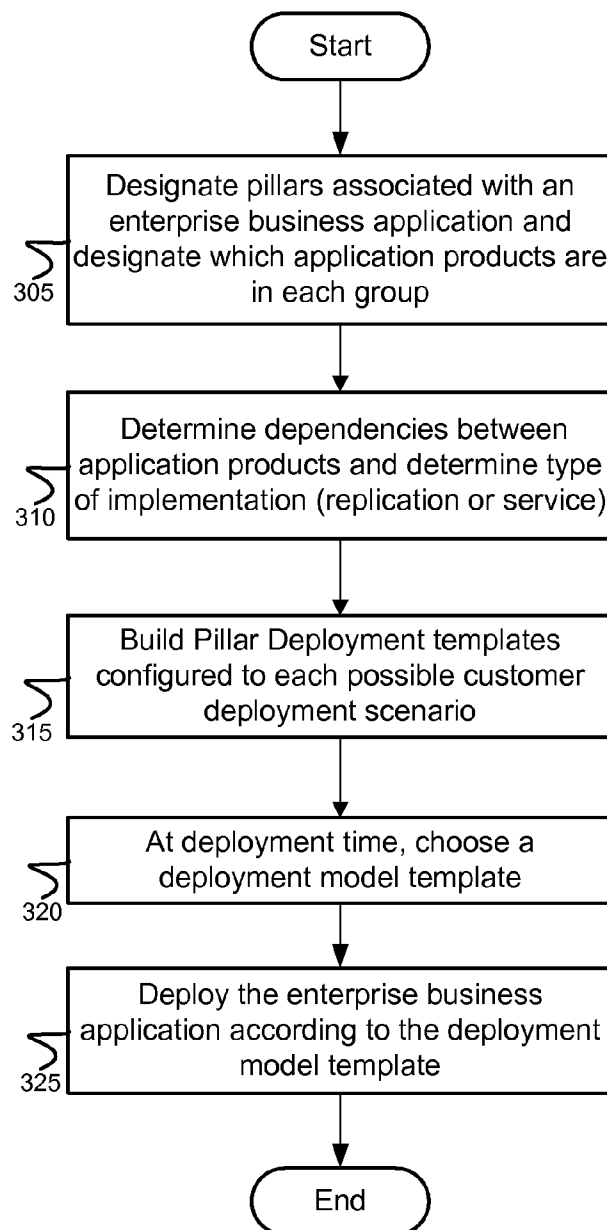 Start
Designate pillars associated with an
enterprise business application and
designate which application products are
in each group
305
Determine dependencies between
application products and determine type
of implementation (replication or service)
310
Build Pillar Deployment templates
configured to each possible customer
deployment scenario
315
At deployment time, choose a
deployment model template
320
Deploy the enterprise business
application according to the deployment
model template
325
End